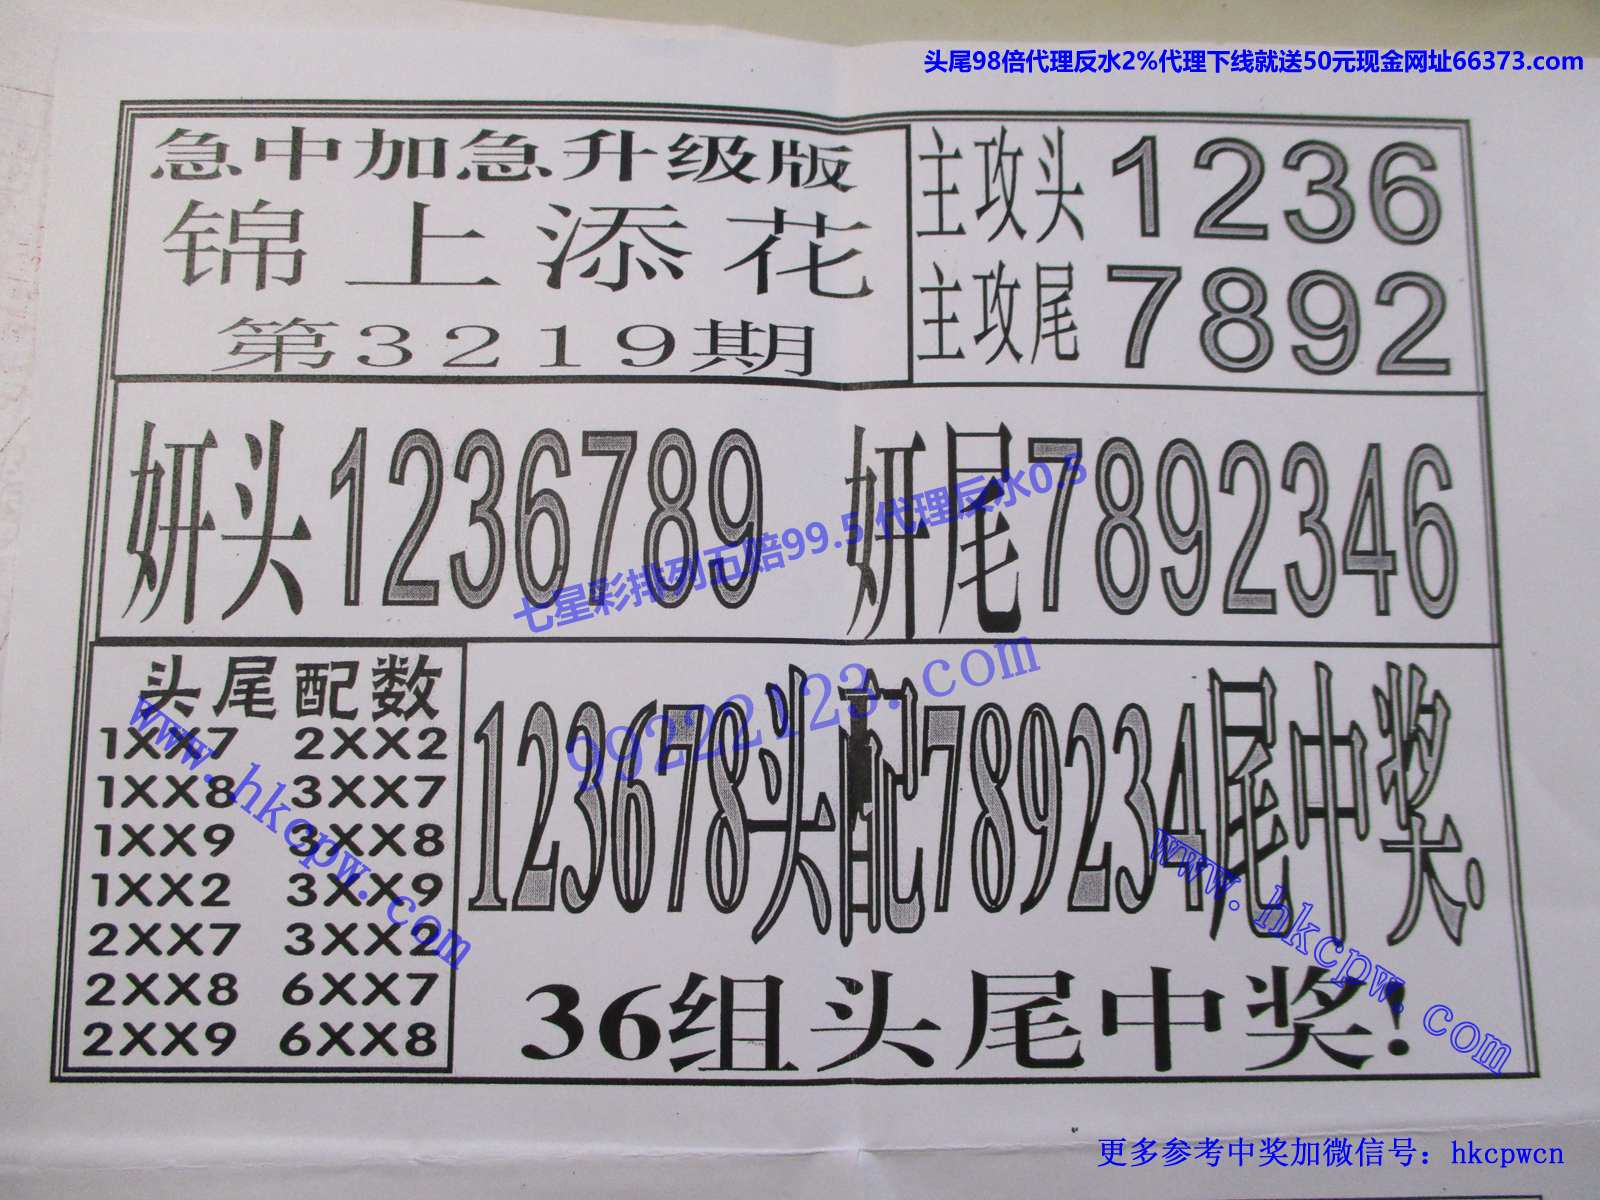 头尾98倍代理反水2%代理下线就送50元现金网址66373.com
急中加急升级版
锦上添花
第3219期
主攻头1236
主攻尾7892
妍头1236789
妍尾7892346
七星彩排列五赔99.5 代理反水0.5
99222123.com
头尾配数
1XX7 2XX2
1XX8 3XX7
1XX9 3XX8
1XX2 3XX9
2XX7 3XX2
2XX8 6XX7
2XX9 6XX8
www.hkcpw.com
123678头配789234尾中奖.
36组头尾中奖!
www.hkcpw.com
更多参考中奖加微信号：hkcpwcn